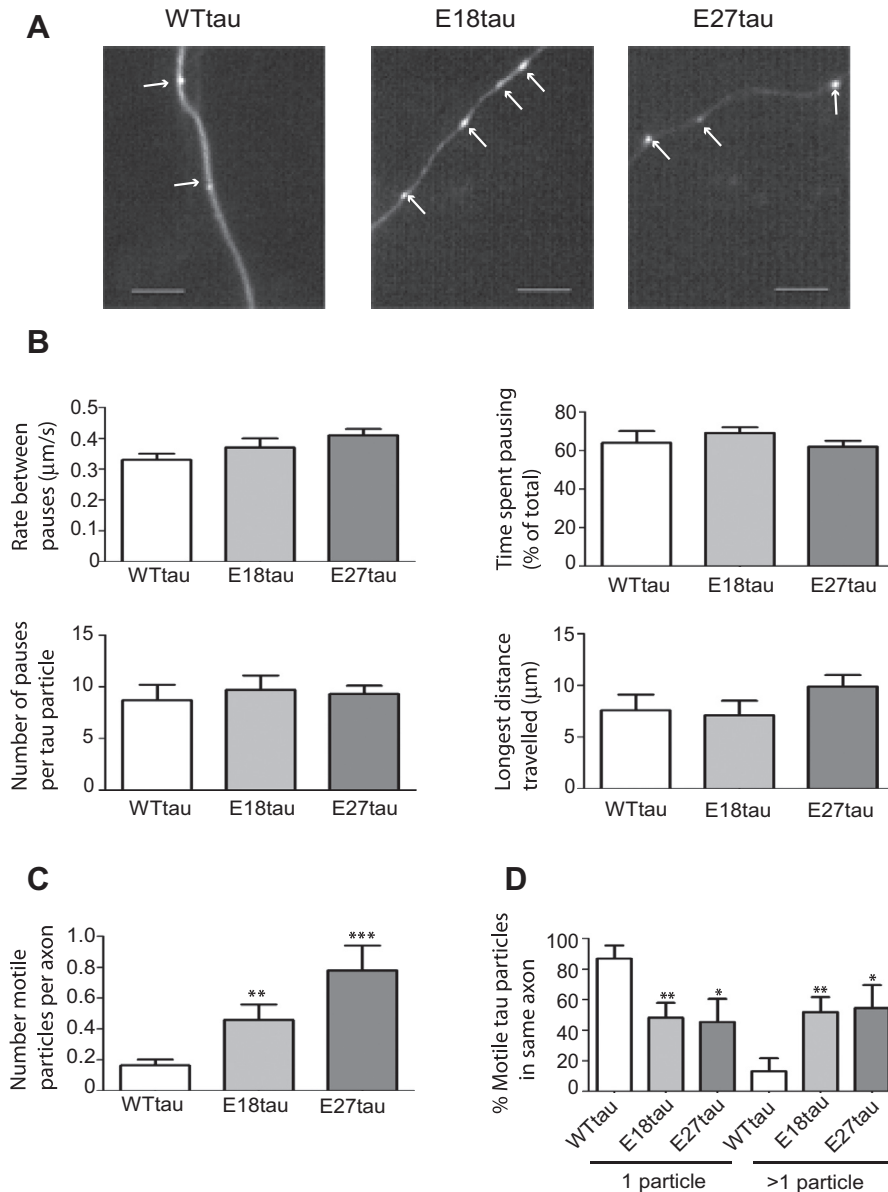 A
WTtau
E18tau
E27tau
B
Rate between
pauses (μm/s)
0.5
0.4
0.3
0.2
0.1
0
WTtau
E18tau
E27tau
Time spent pausing
(% of total)
80
60
40
20
0
WTtau
E18tau
E27tau
Number of pauses
per tau particle
15
10
5
0
WTtau
E18tau
E27tau
Longest distance
travelled (μm)
15
10
5
0
WTtau
E18tau
E27tau
C
Number motile
particles per axon
1.0
0.8
0.6
0.4
0.2
0
**
***
WTtau
E18tau
E27tau
D
% Motile tau particles
in same axon
100
80
60
40
20
0
**
*
**
*
WTtau
E18tau
E27tau
WTtau
E18tau
E27tau
1 particle
>1 particle